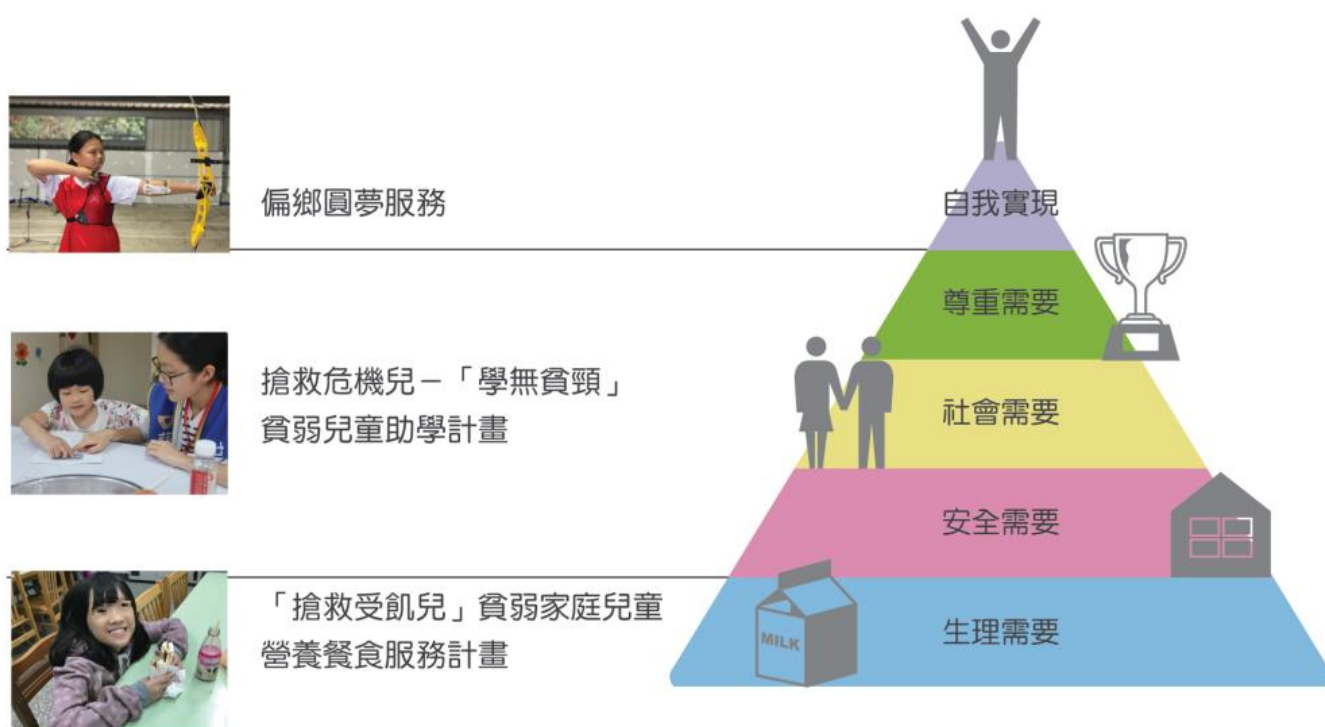 偏鄉圓夢服務
自我實現
尊重需要
搶救危機兒－「學無貧頸」
貧弱兒童助學計畫
社會需要
安全需要
「搶救受飢兒」貧弱家庭兒童
營養餐食服務計畫
MILK
生理需要